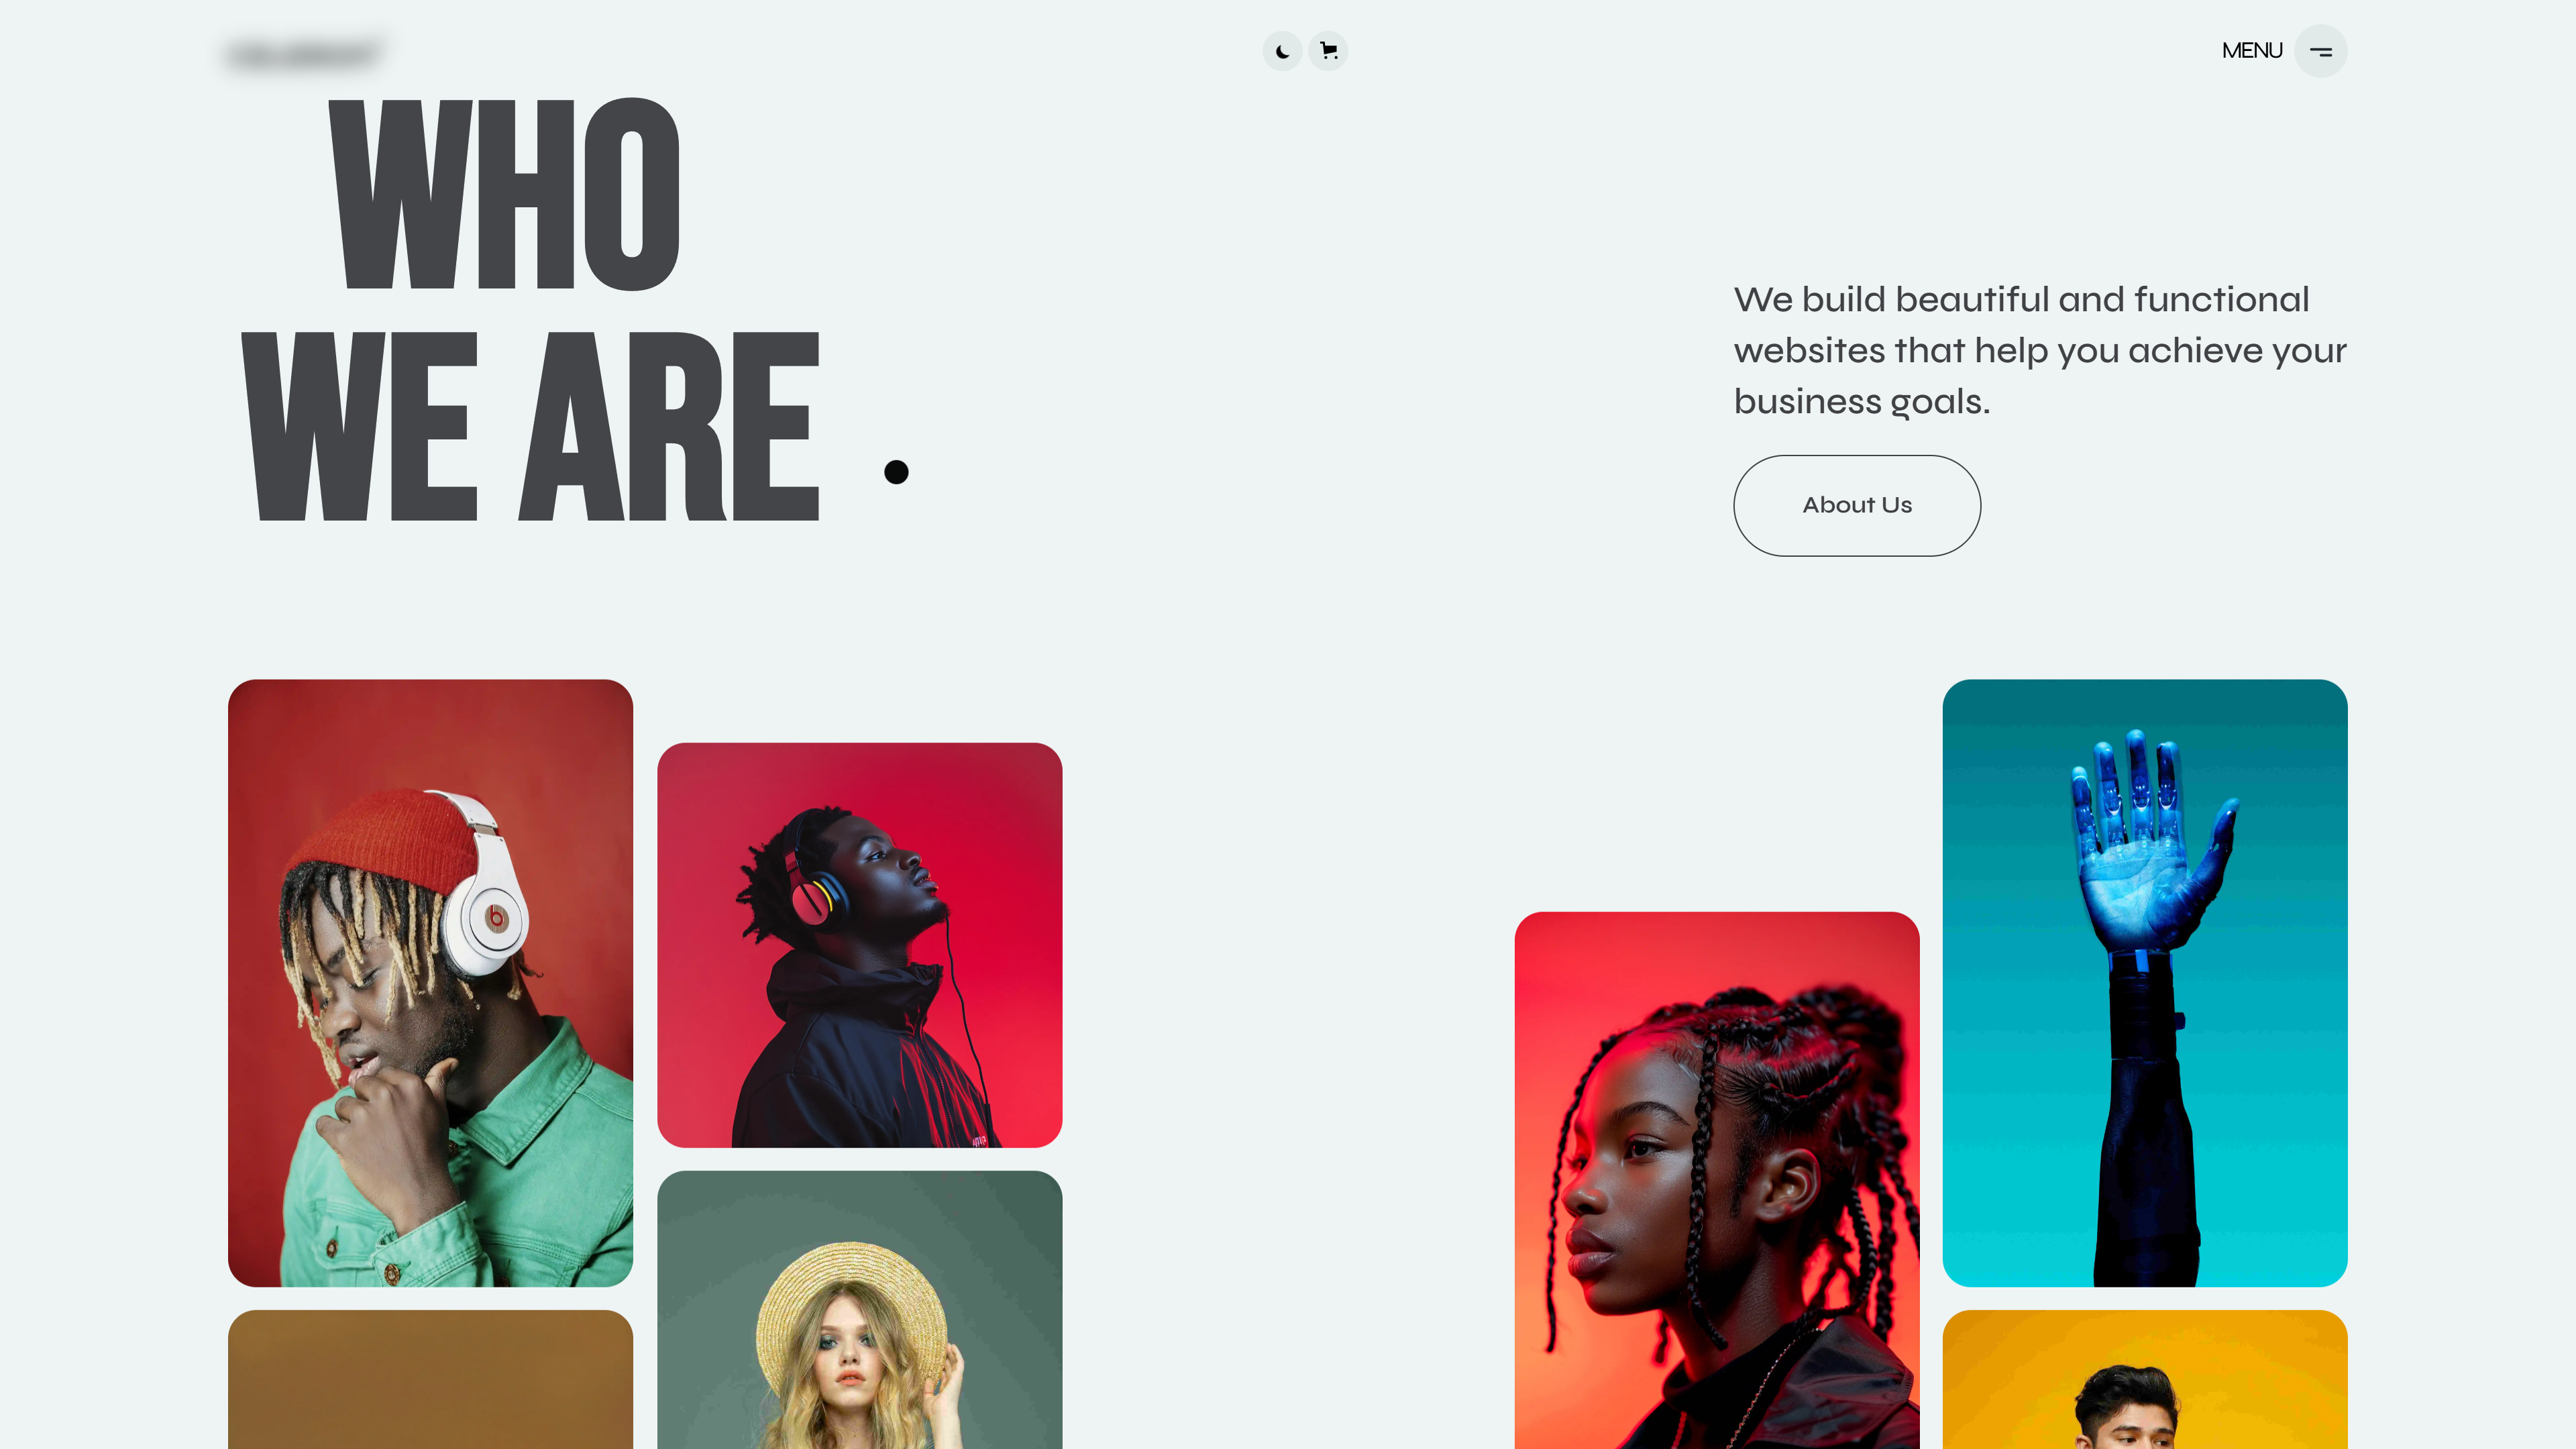 MENU
WHO
WE ARE
We build beautiful and functional
websites that help you achieve your
business goals.
About Us
b